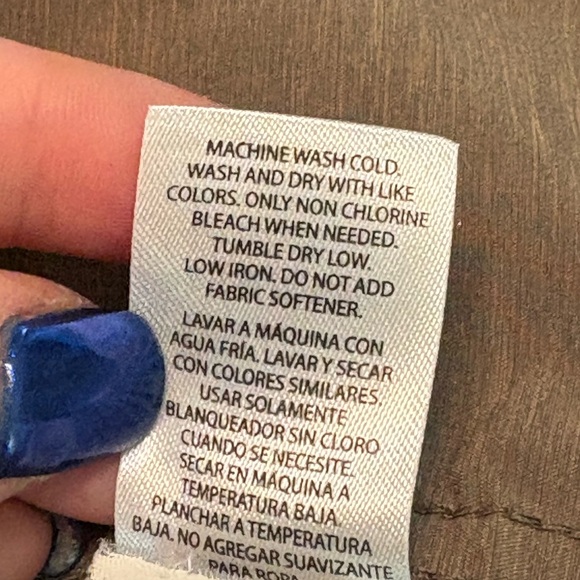 MACHINE WASH COLD.
WASH AND DRY WITH LIKE
COLORS. ONLY NON CHLORINE
BLEACH WHEN NEEDED.
TUMBLE DRY LOW.
LOW IRON. DO NOT ADD
FABRIC SOFTENER.
LAVAR A MÁQUINA CON
AGUA FRÍA. LAVAR Y SECAR
CON COLORES SIMILARES.
USAR SOLAMENTE
BLANQUEADOR SIN CLORO
CUANDO SE NECESITE.
SECAR EN MÁQUINA A
TEMPERATURA BAJA.
PLANCHAR A TEMPERATURA
BAJA. NO AGREGAR SUAVIZANTE
PARA ROPA